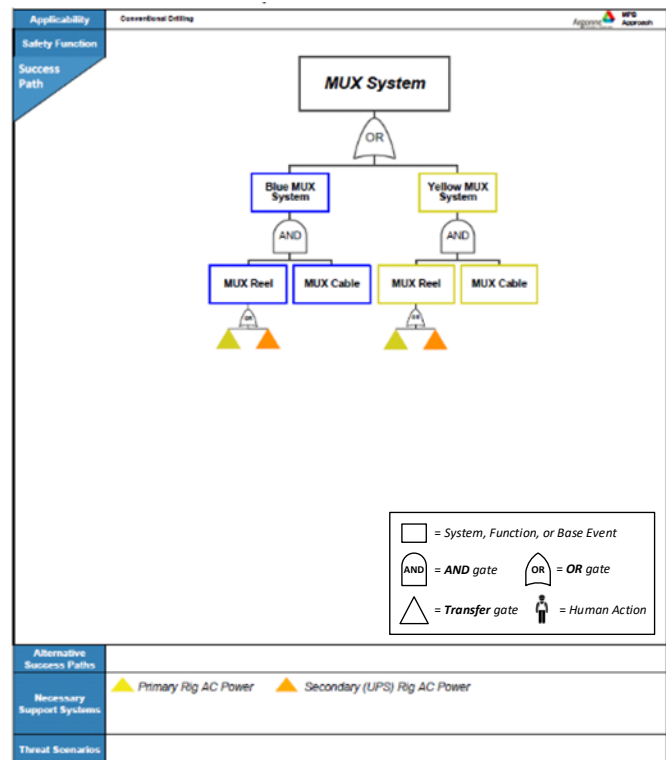 Applicability
Conventional Drilling
Argonne
MFG
Approach
Safety Function
Success
Path
MUX System
OR
Blue MUX
System
Yellow MUX
System
AND
AND
MUX Reel
MUX Cable
MUX Reel
MUX Cable
OR
OR
= System, Function, or Base Event
AND
= AND gate
OR
= OR gate
= Transfer gate
= Human Action
Alternative
Success Paths
Necessary
Support Systems
Primary Rig AC Power
Secondary (UPS) Rig AC Power
Threat Scenarios